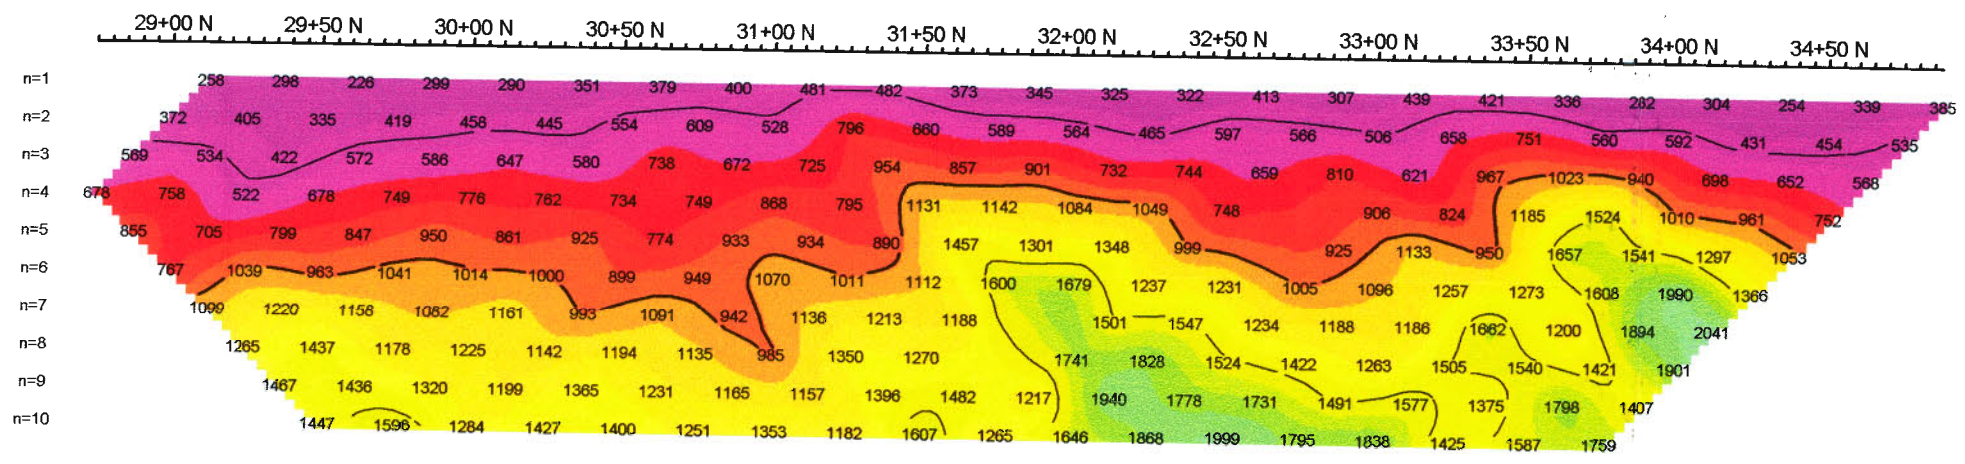 29+00 N 29+50 N 30+00 N 30+50 N 31+00 N 31+50 N 32+00 N 32+50 N 33+00 N 33+50 N 34+00 N 34+50 N
n=1 258 298 226 299 290 351 379 400 481 482 373 345 325 322 413 307 439 421 336 282 304 254 339 385
n=2 372 405 335 419 458 445 554 609 528 796 660 589 564 465 597 566 506 658 751 560 592 431 454 535
n=3 569 534 422 572 586 647 580 738 672 725 954 857 901 732 744 659 810 621 967 1023 940 698 652 568
n=4 678 758 522 678 749 776 762 734 749 868 795 1131 1142 1084 1049 748 906 824 1185 1524 1010 961 752
n=5 855 705 799 847 950 861 925 774 933 934 890 1457 1301 1348 999 925 1133 950 1657 1541 1297 1053
n=6 767 1039 963 1041 1014 1000 899 949 1070 1011 1112 1600 1679 1237 1231 1005 1096 1257 1273 1608 1990 1366
n=7 1099 1220 1158 1082 1161 993 1091 942 1136 1213 1188 1501 1547 1234 1188 1186 1662 1200 1894 2041
n=8 1265 1437 1178 1225 1142 1194 1135 985 1350 1270 1741 1828 1524 1422 1263 1505 1540 1421 1901
n=9 1467 1436 1320 1199 1365 1231 1165 1157 1396 1482 1217 1940 1778 1731 1491 1577 1375 1798 1407
n=10 1447 1596 1284 1427 1400 1251 1353 1182 1607 1265 1646 1868 1999 1795 1838 1425 1587 1759